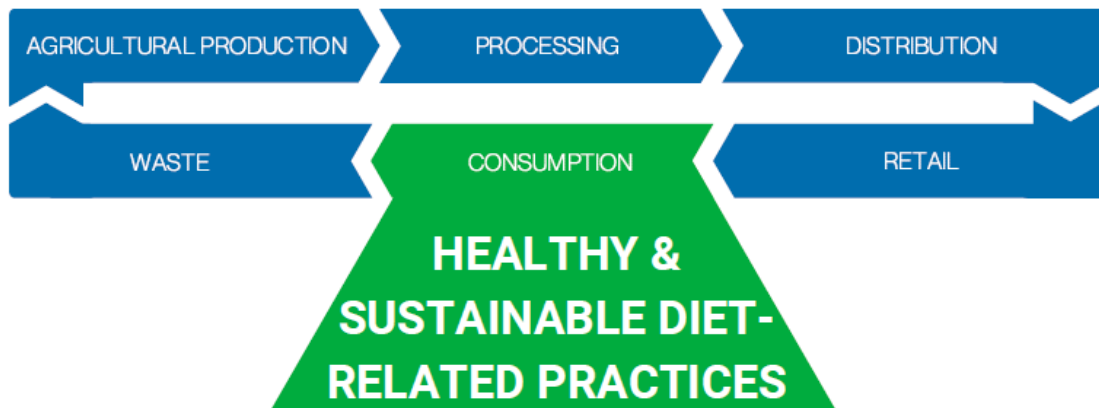 AGRICULTURAL PRODUCTION
PROCESSING
DISTRIBUTION
WASTE
CONSUMPTION
RETAIL
HEALTHY &
SUSTAINABLE DIET-
RELATED PRACTICES